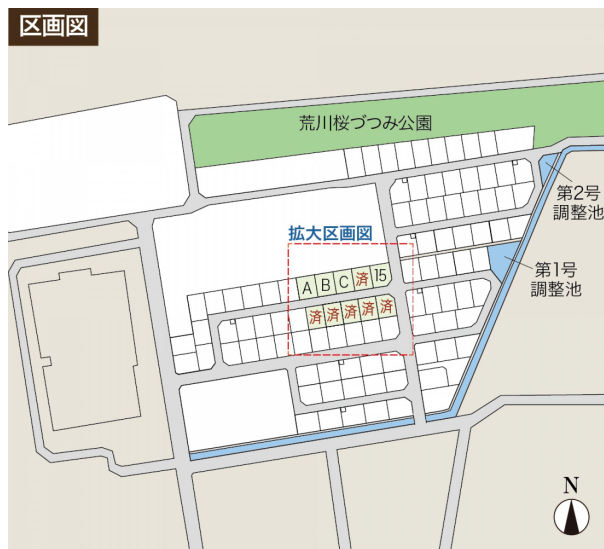 区画図
荒川桜づつみ公園
第2号
調整池
拡大区画図
第1号
調整池
A B C 済 15
済 済 済 済 済
N